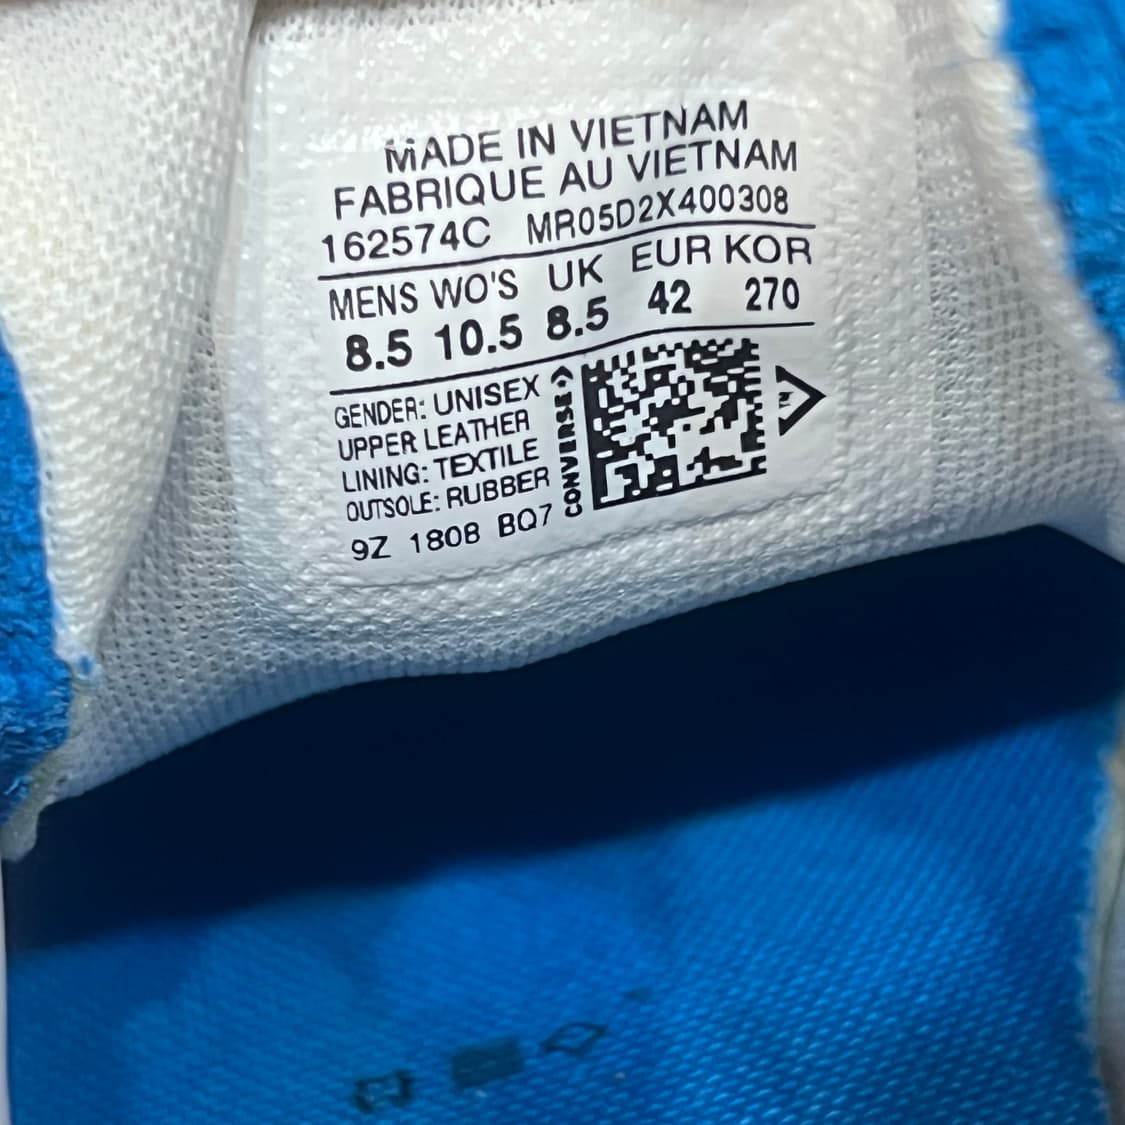 MADE IN VIETNAM
FABRIQUE AU VIETNAM
162574C MR05D2X400308
MENS WO'S UK EUR KOR
8.5 10.5 8.5 42 270
GENDER: UNISEX
UPPER LEATHER
LINING: TEXTILE
OUTSOLE: RUBBER
9Z 1808 BQ7
CONVERSE